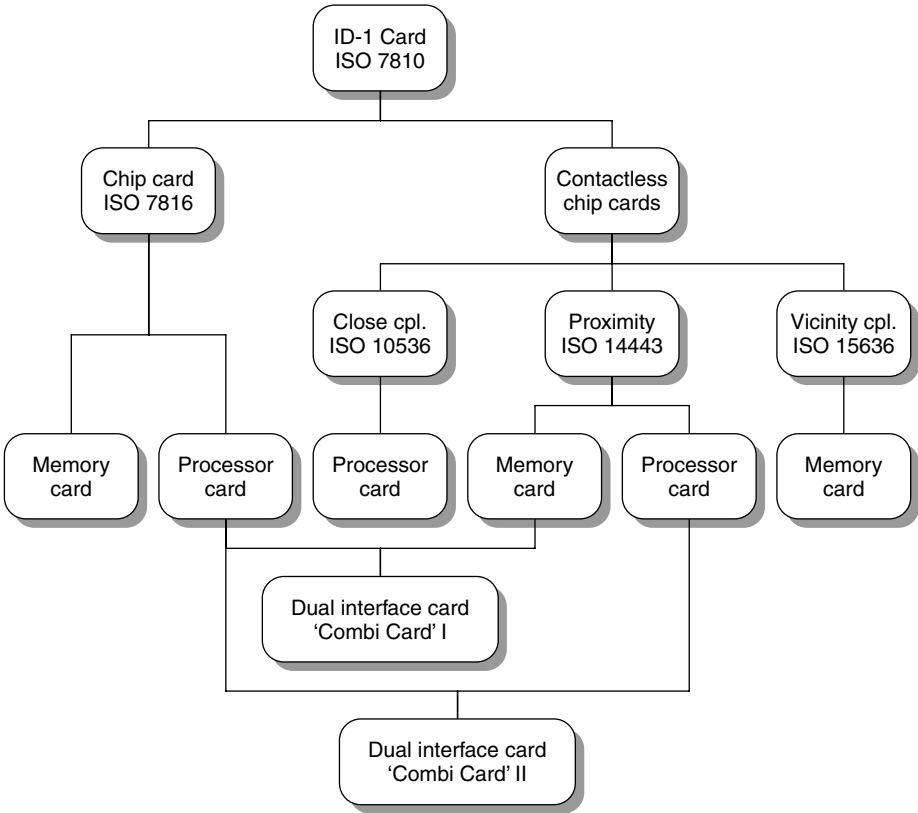 ID-1 Card
ISO 7810
Chip card
ISO 7816
Contactless
chip cards
Close cpl.
ISO 10536
Proximity
ISO 14443
Vicinity cpl.
ISO 15636
Memory
card
Processor
card
Processor
card
Memory
card
Processor
card
Memory
card
Dual interface card
‘Combi Card’ I
Dual interface card
‘Combi Card’ II